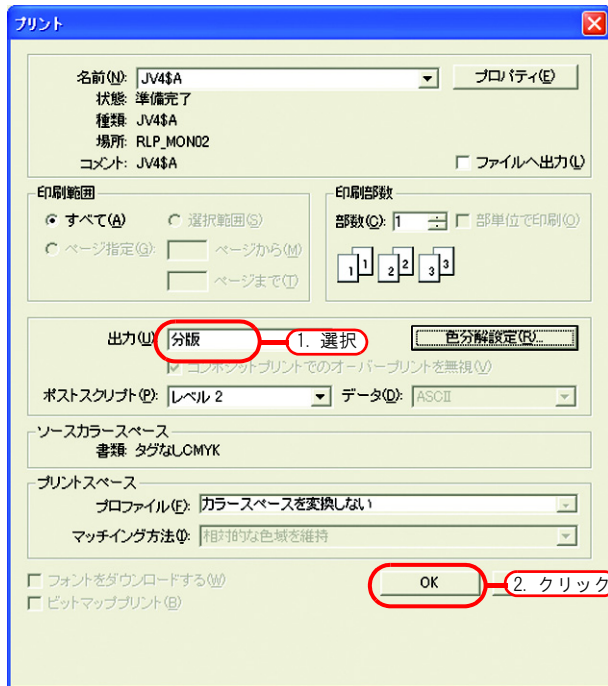 プリント
名前(N): JV4$A プロパティ(E)
状態: 準備完了
種類: JV4$A
場所: RLP_MON02
コメント: JV4$A ファイルへ出力(L)
印刷範囲
すべて(A) 選択範囲(S)
ページ指定(G): ページから(M)
ページまで(T)
印刷部数
部数(C): 1 部単位で印刷(O)
1 1 2 2 3 3
出力(U): 分版 1. 選択 色分解設定(R)...
コンポジットプリントでのオーバープリントを無視(V)
ポストスクリプト(P): レベル 2 データ(D): ASCII
ソースカラースペース
書類: タグなしCMYK
プリントスペース
プロファイル(F): カラースペースを変換しない
マッチング方法(I): 相対的な色域を維持
フォントをダウンロードする(W)
ビットマッププリント(B)
OK 2. クリック